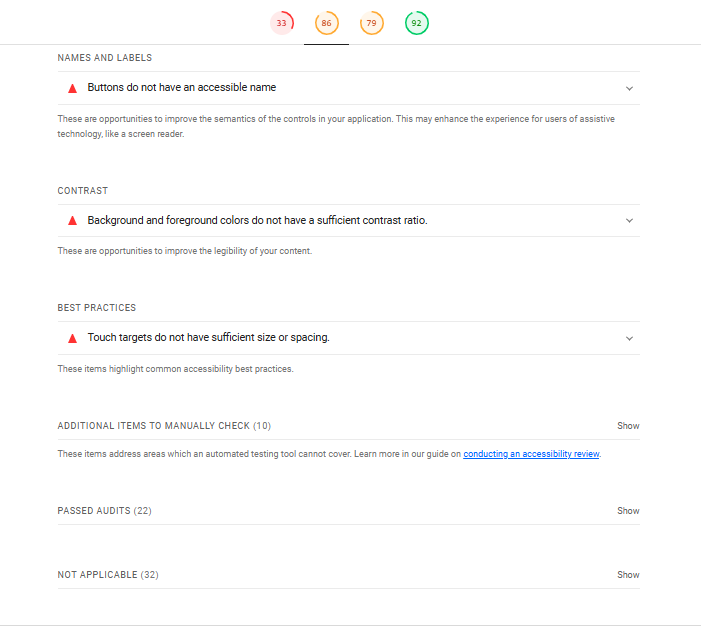 33 86 79 92
NAMES AND LABELS
Buttons do not have an accessible name
These are opportunities to improve the semantics of the controls in your application. This may enhance the experience for users of assistive
technology, like a screen reader.
CONTRAST
Background and foreground colors do not have a sufficient contrast ratio.
These are opportunities to improve the legibility of your content.
BEST PRACTICES
Touch targets do not have sufficient size or spacing.
These items highlight common accessibility best practices.
ADDITIONAL ITEMS TO MANUALLY CHECK (10) Show
These items address areas which an automated testing tool cannot cover. Learn more in our guide on conducting an accessibility review.
PASSED AUDITS (22) Show
NOT APPLICABLE (32) Show